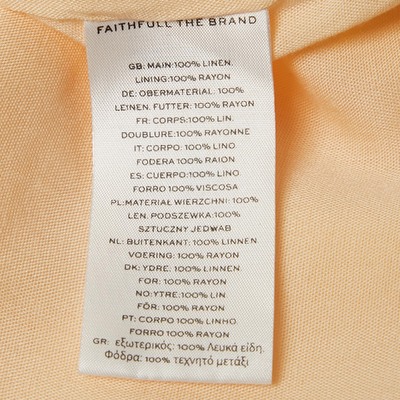 FAITHFULL THE BRAND
GB: MAIN:100% LINEN.
LINING:100% RAYON
DE: OBERMATERIAL. 100%
LEINEN. FUTTER: 100% RAYON
FR: CORPS:100% LIN.
DOUBLURE:100% RAYONNE
IT: CORPO: 100% LINO.
FODERA 100% RAION
ES: CUERPO:100% LINO.
FORRO 100% VISCOSA
PL:MATERIAŁ WIERZCHNI: 100%
LEN. PODSZEWKA:100%
SZTUCZNY JEDWAB
NL: BUITENKANT: 100% LINNEN.
VOERING: 100% RAYON
DK: YDRE. 100% LINNEN.
FOR: 100% RAYON
NO:YTRE:100% LIN.
FÔR: 100% RAYON
PT: CORPO 100% LINHO.
FORRO 100% RAYON
GR: εξωτερικός: 100% Λευκά είδη.
Φόδρα: 100% τεχνητό μετάξι